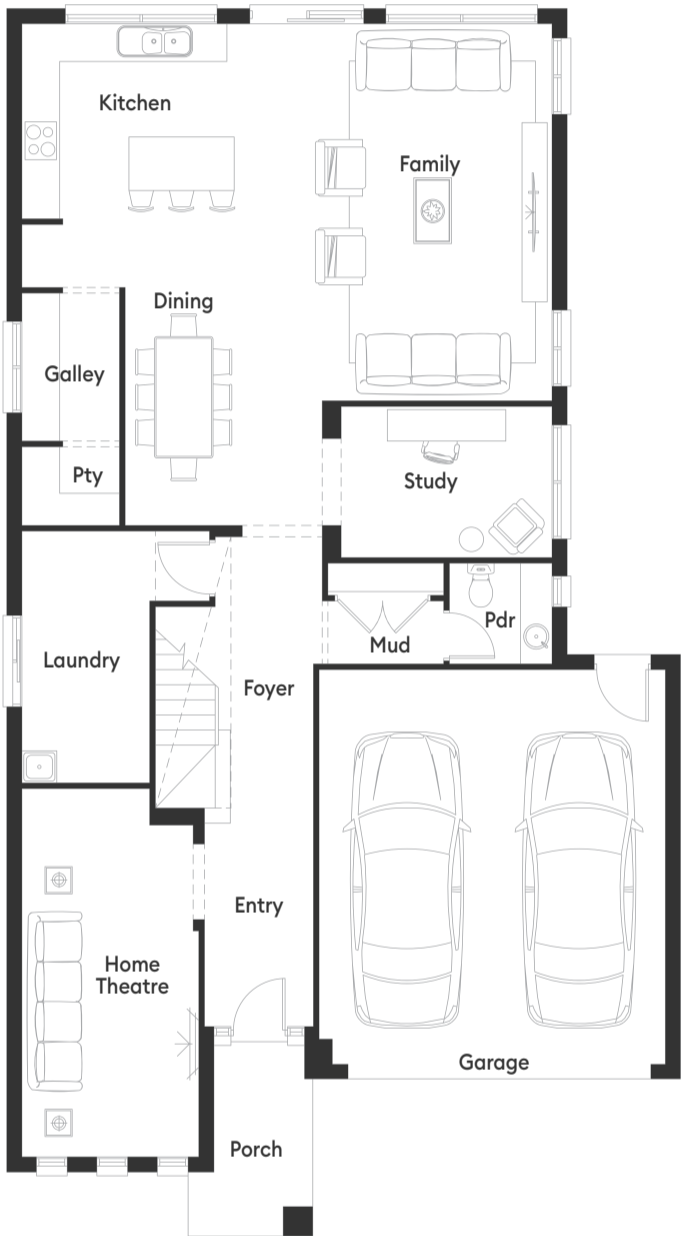 Kitchen
Family
Dining
Galley
Pty
Study
Pdr
Mud
Laundry
Foyer
Entry
Home
Theatre
Garage
Porch